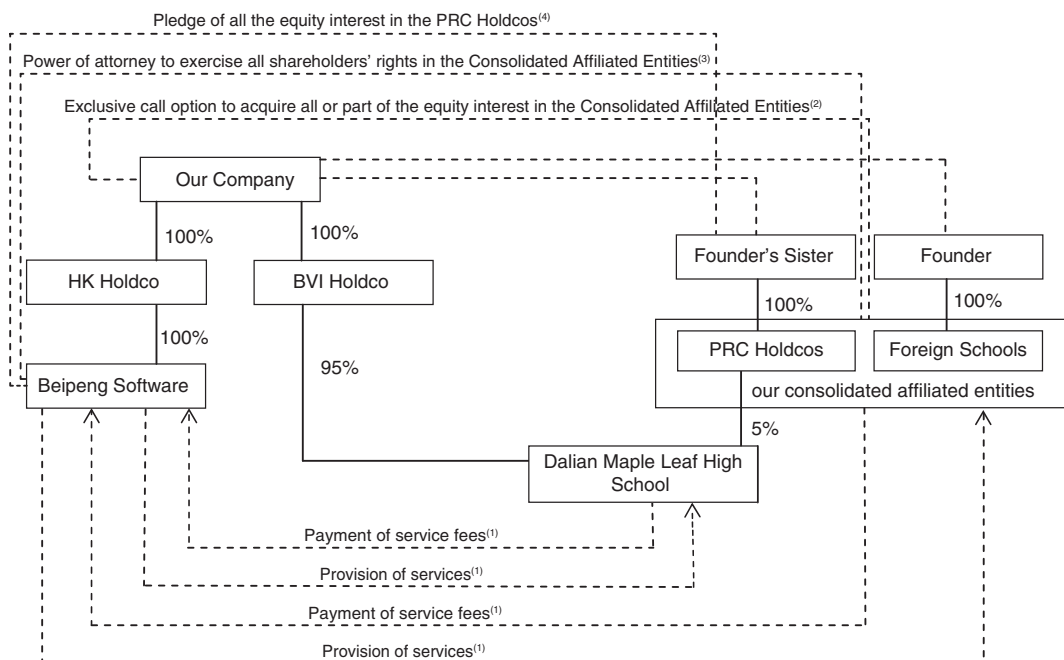 Pledge of all the equity interest in the PRC Holdcos(4)
Power of attorney to exercise all shareholders' rights in the Consolidated Affiliated Entities(3)
Exclusive call option to acquire all or part of the equity interest in the Consolidated Affiliated Entities(2)
Our Company
100%
100%
HK Holdco
BVI Holdco
Founder's Sister
Founder
100%
100%
100%
PRC Holdcos
Foreign Schools
95%
Beipeng Software
our consolidated affiliated entities
5%
Dalian Maple Leaf High
School
Payment of service fees(1)
Provision of services(1)
Payment of service fees(1)
Provision of services(1)